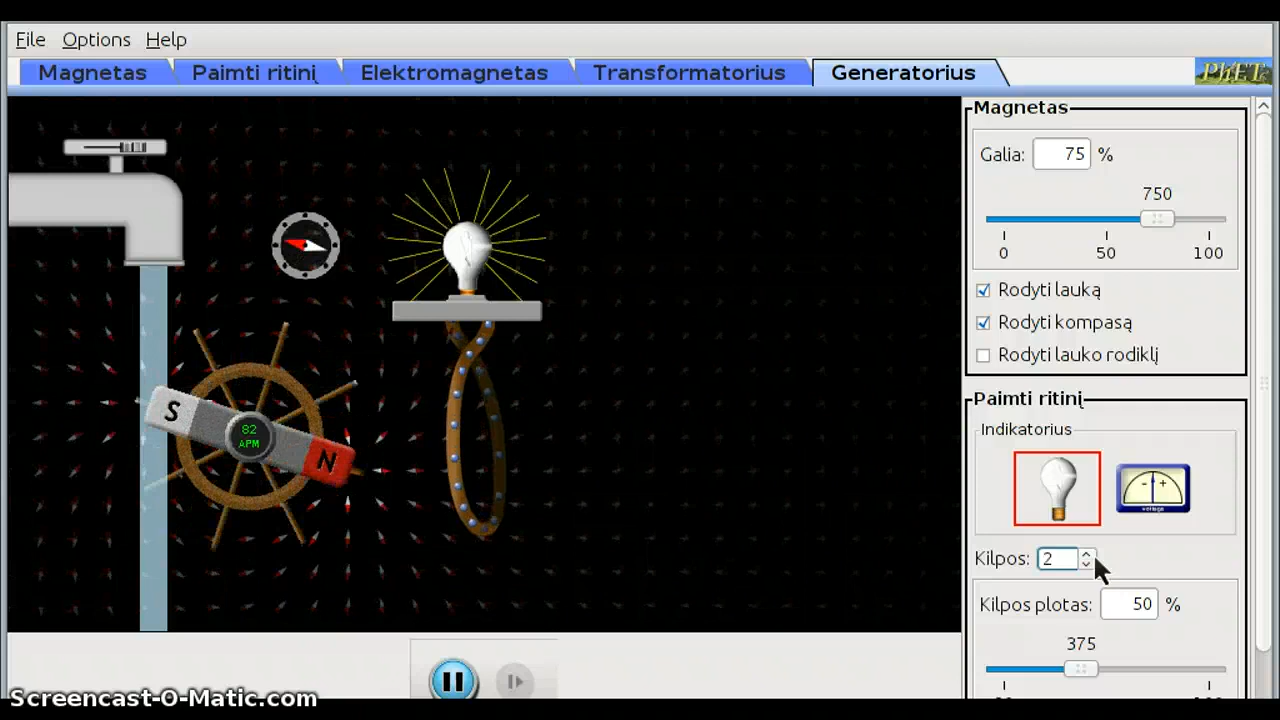 File Options Help
Magnetas Paimti ritinį Elektromagnetas Transformatorius Generatorius PhET
Magnetas
Galia: 75 %
750
0 50 100
Rodyti lauką
Rodyti kompasą
Rodyti lauko rodiklį
S
82
APM
N
Paimti ritinį
Indikatorius
- +
voltage
Kilpos: 2
Kilpos plotas: 50 %
375
Screencast-O-Matic.com